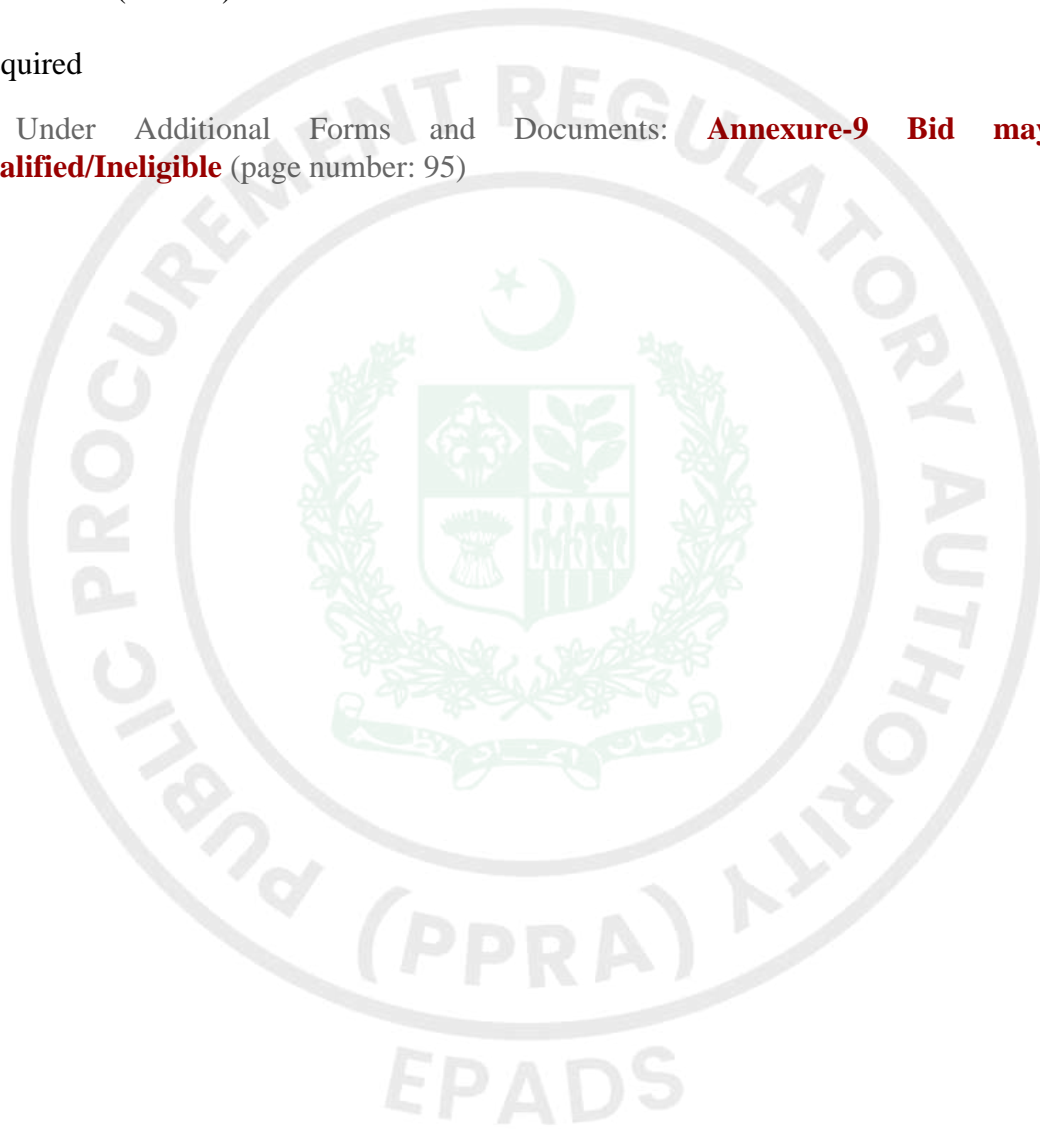 quired
Under Additional Forms and Documents: Annexure-9 Bid may
alified/Ineligible (page number: 95)
PUBLIC PROCUREMENT REGULATORY AUTHORITY
(PPRA)
EPADS